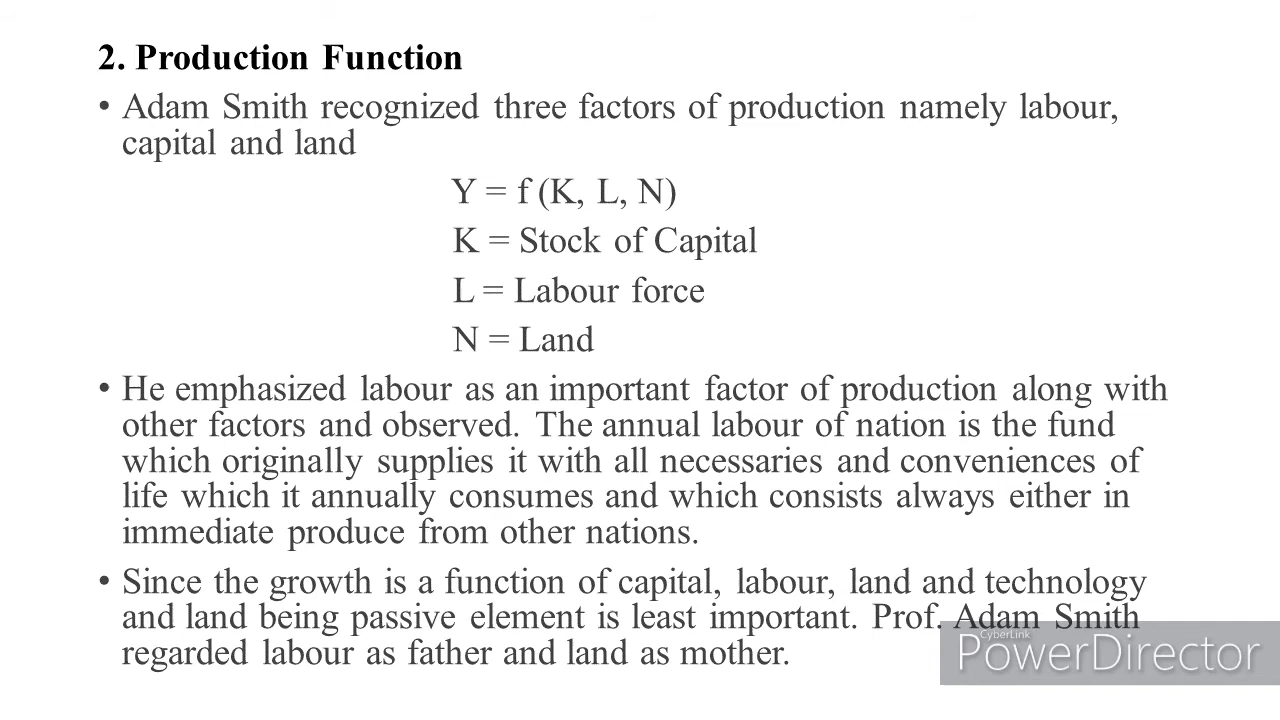 2. Production Function
• Adam Smith recognized three factors of production namely labour,
capital and land
Y = f (K, L, N)
K = Stock of Capital
L = Labour force
N = Land
• He emphasized labour as an important factor of production along with
other factors and observed. The annual labour of nation is the fund
which originally supplies it with all necessaries and conveniences of
life which it annually consumes and which consists always either in
immediate produce from other nations.
• Since the growth is a function of capital, labour, land and technology
and land being passive element is least important. Prof. Adam Smith
regarded labour as father and land as mother.
CyberLink
PowerDirector